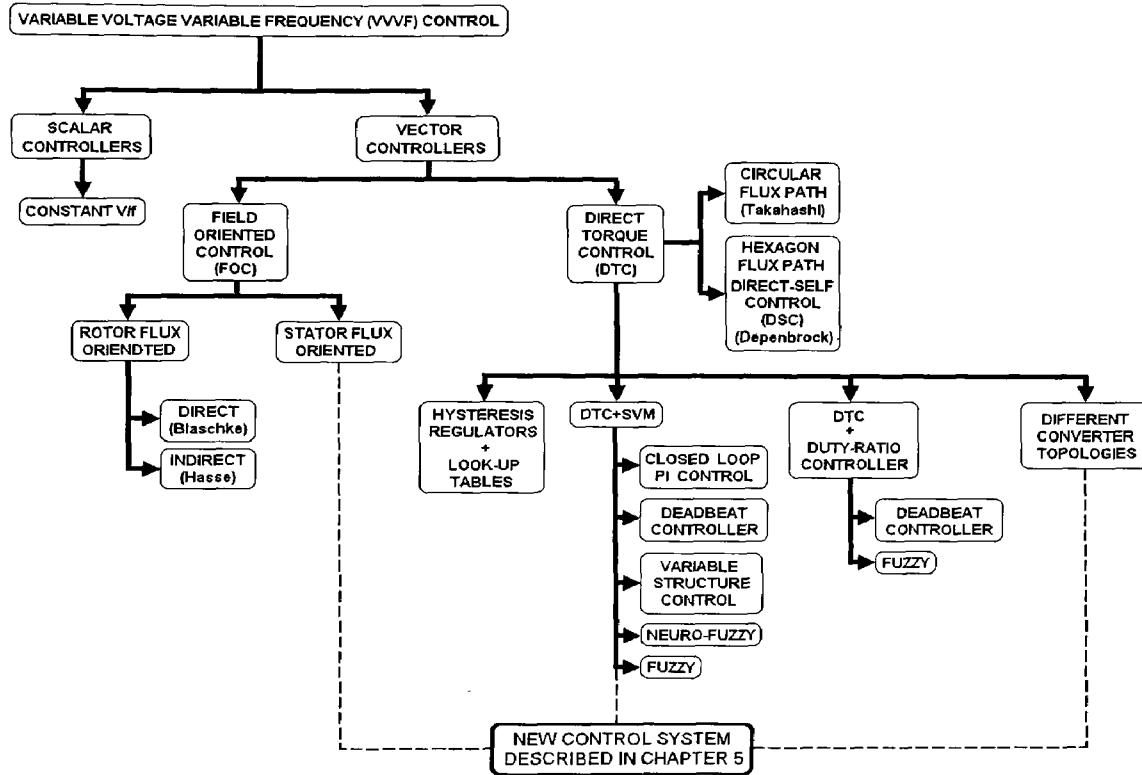 VARIABLE VOLTAGE VARIABLE FREQUENCY (VVVF) CONTROL
SCALAR
CONTROLLERS
VECTOR
CONTROLLERS
CONSTANT V/f
FIELD
ORIENTED
CONTROL
(FOC)
DIRECT
TORQUE
CONTROL
(DTC)
CIRCULAR
FLUX PATH
(Takahashi)
HEXAGON
FLUX PATH
DIRECT-SELF
CONTROL
(DSC)
(Depenbrock)
ROTOR FLUX
ORIENDTED
STATOR FLUX
ORIENTED
DIRECT
(Blaschke)
INDIRECT
(Hasse)
HYSTERESIS
REGULATORS
+
LOOK-UP
TABLES
DTC+SVM
CLOSED LOOP
PI CONTROL
DEADBEAT
CONTROLLER
VARIABLE
STRUCTURE
CONTROL
NEURO-FUZZY
FUZZY
DTC
+
DUTY-RATIO
CONTROLLER
DEADBEAT
CONTROLLER
FUZZY
DIFFERENT
CONVERTER
TOPOLOGIES
NEW CONTROL SYSTEM
DESCRIBED IN CHAPTER 5